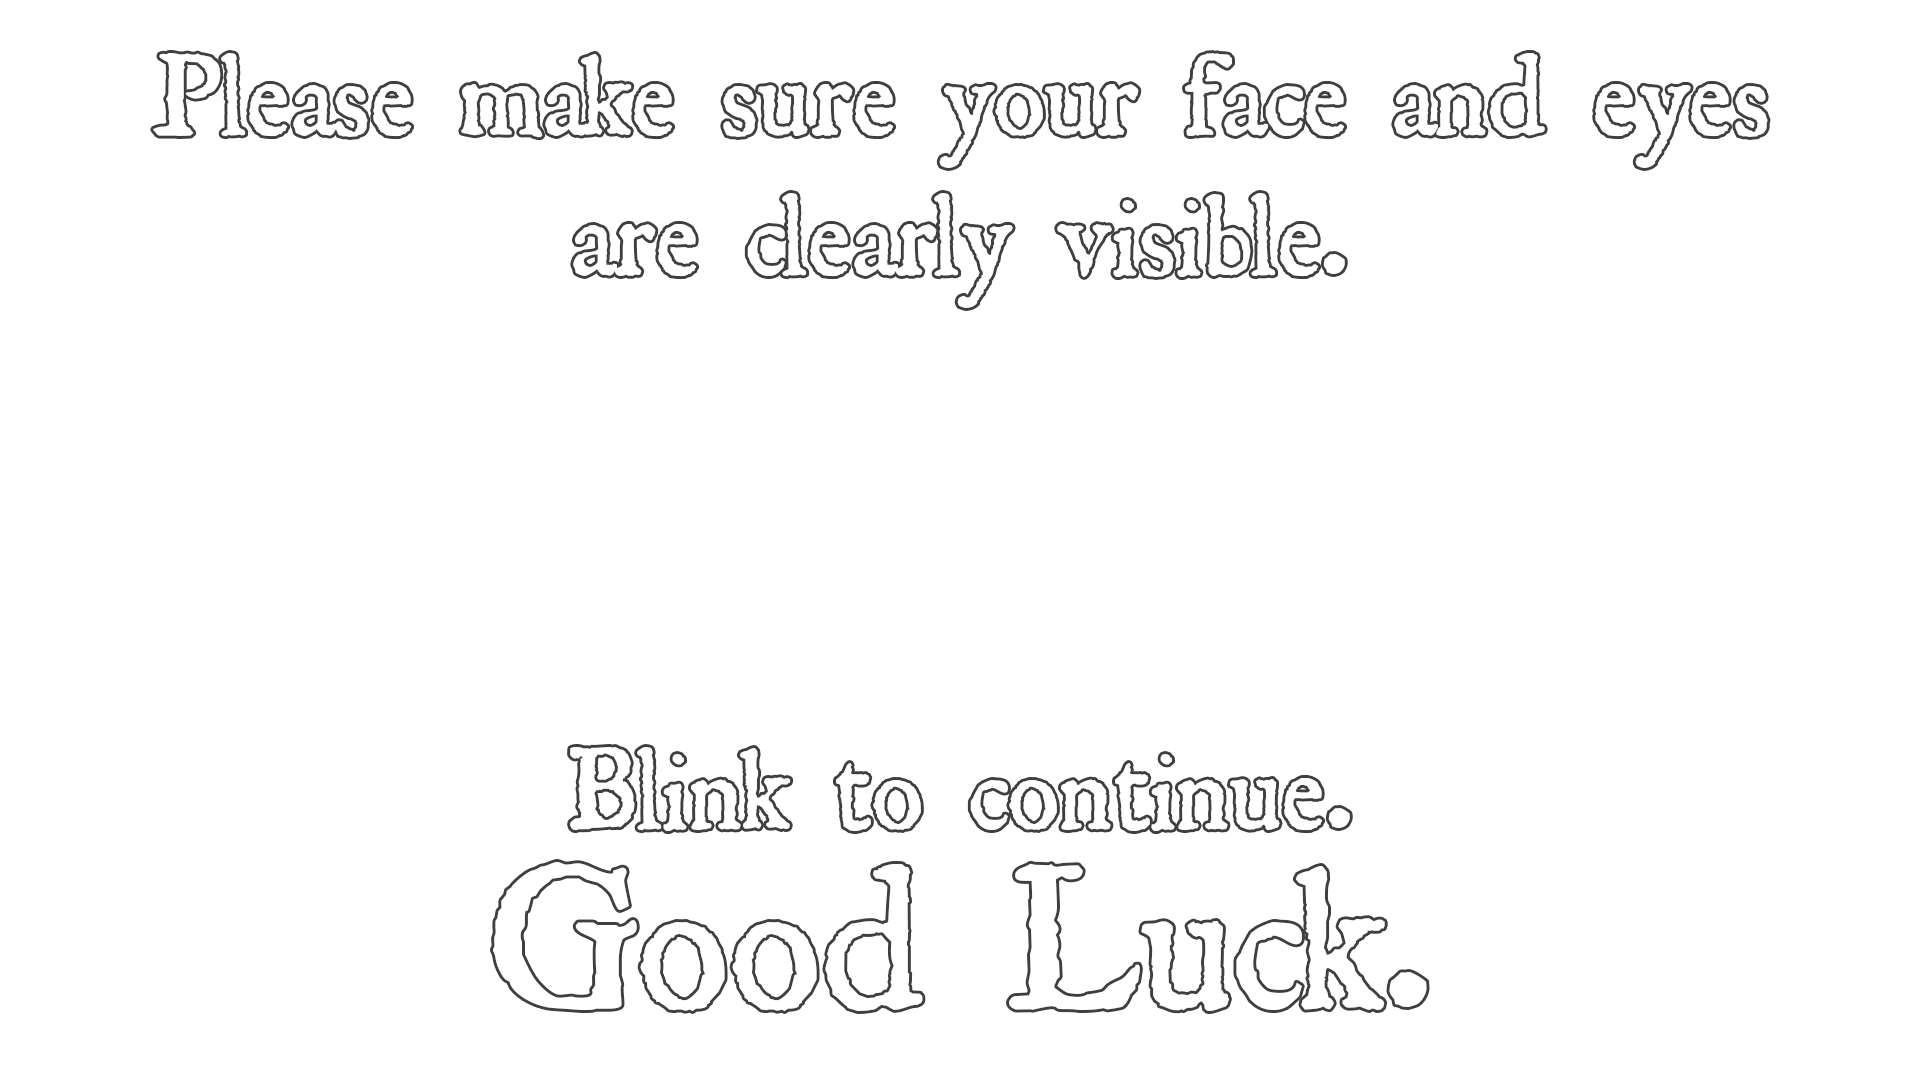 Please make sure your face and eyes
are clearly visible.
Blink to continue.
Good Luck.